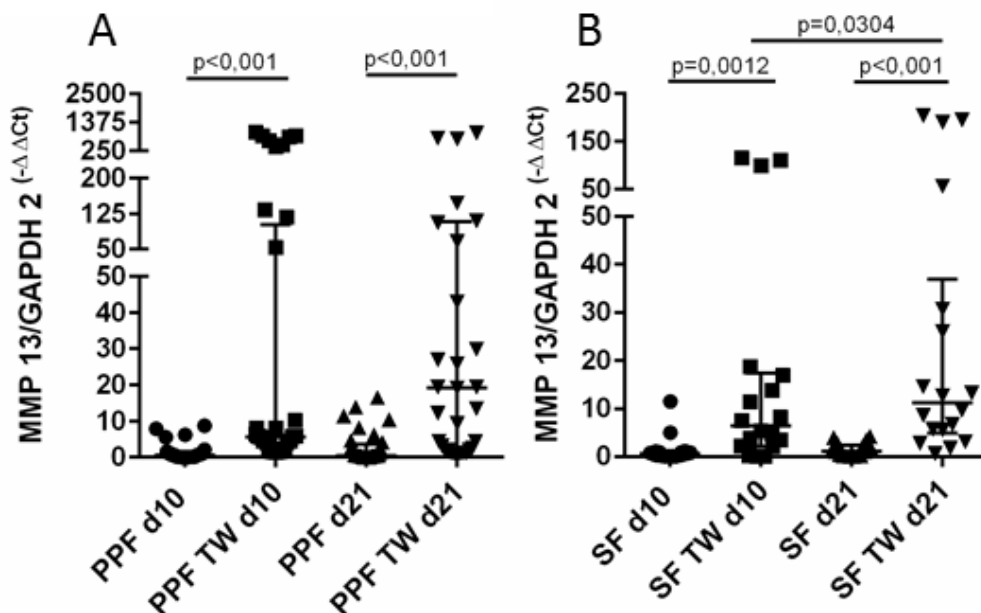 A
p<0,001
p<0,001
MMP 13/GAPDH 2 (-Δ ΔCt)
2500
1375
250
200
125
50
50
40
30
20
10
0
PPF d10
PPF TW d10
PPF d21
PPF TW d21
B
p=0,0304
p=0,0012
p<0,001
MMP 13/GAPDH 2 (-Δ ΔCt)
250
150
50
50
40
30
20
10
0
SF d10
SF TW d10
SF d21
SF TW d21